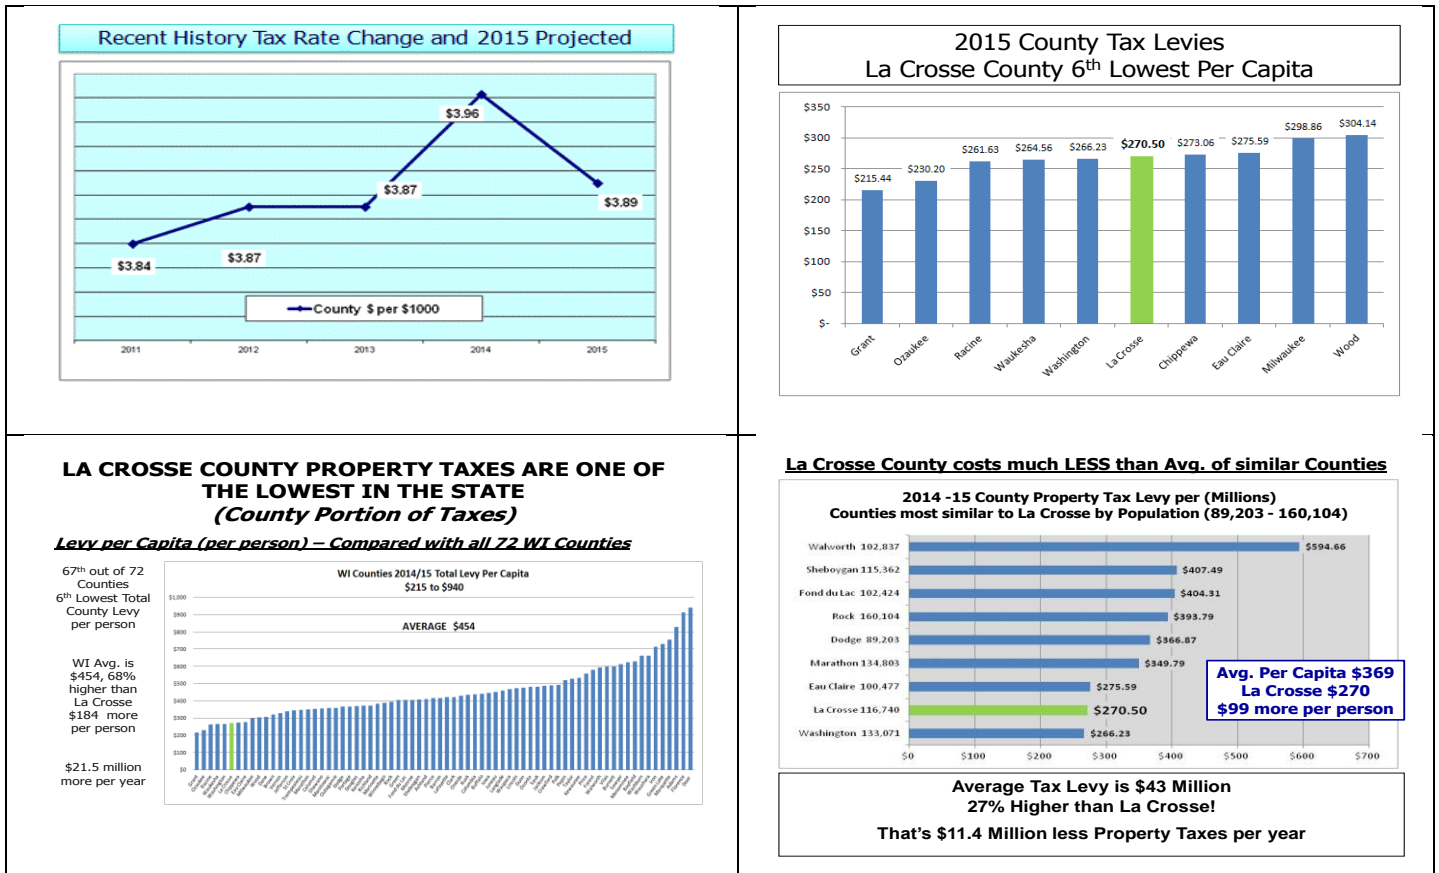 Recent History Tax Rate Change and 2015 Projected
$3.96
$3.87
$3.89
$3.87
$3.84
County $ per $1000
2011 2012 2013 2014 2015
2015 County Tax Levies
La Crosse County 6th Lowest Per Capita
$350
$300
$250
$200
$150
$100
$50
$-
$215.44 $230.20 $261.63 $264.56 $266.23 $270.50 $273.06 $275.59 $298.86 $304.14
Grant Ozaukee Racine Waukesha Washington La Crosse Chippewa Eau Claire Milwaukee Wood
LA CROSSE COUNTY PROPERTY TAXES ARE ONE OF
THE LOWEST IN THE STATE
(County Portion of Taxes)
Levy per Capita (per person) – Compared with all 72 WI Counties
67th out of 72
Counties
6th Lowest Total
County Levy
per person
WI Avg. is
$454, 68%
higher than
La Crosse
$184 more
per person
$21.5 million
more per year
WI Counties 2014/15 Total Levy Per Capita
$215 to $940
AVERAGE $454
$1,000
$900
$800
$700
$600
$500
$400
$300
$200
$100
$0
La Crosse County costs much LESS than Avg. of similar Counties
2014 -15 County Property Tax Levy per (Millions)
Counties most similar to La Crosse by Population (89,203 - 160,104)
Walworth 102,837 $594.66
Sheboygan 115,362 $407.49
Fond du Lac 102,424 $404.31
Rock 160,104 $393.79
Dodge 89,203 $366.87
Marathon 134,803 $349.79
Eau Claire 100,477 $275.59
La Crosse 116,740 $270.50
Washington 133,071 $266.23
$0 $100 $200 $300 $400 $500 $600 $700
Avg. Per Capita $369
La Crosse $270
$99 more per person
Average Tax Levy is $43 Million
27% Higher than La Crosse!
That's $11.4 Million less Property Taxes per year